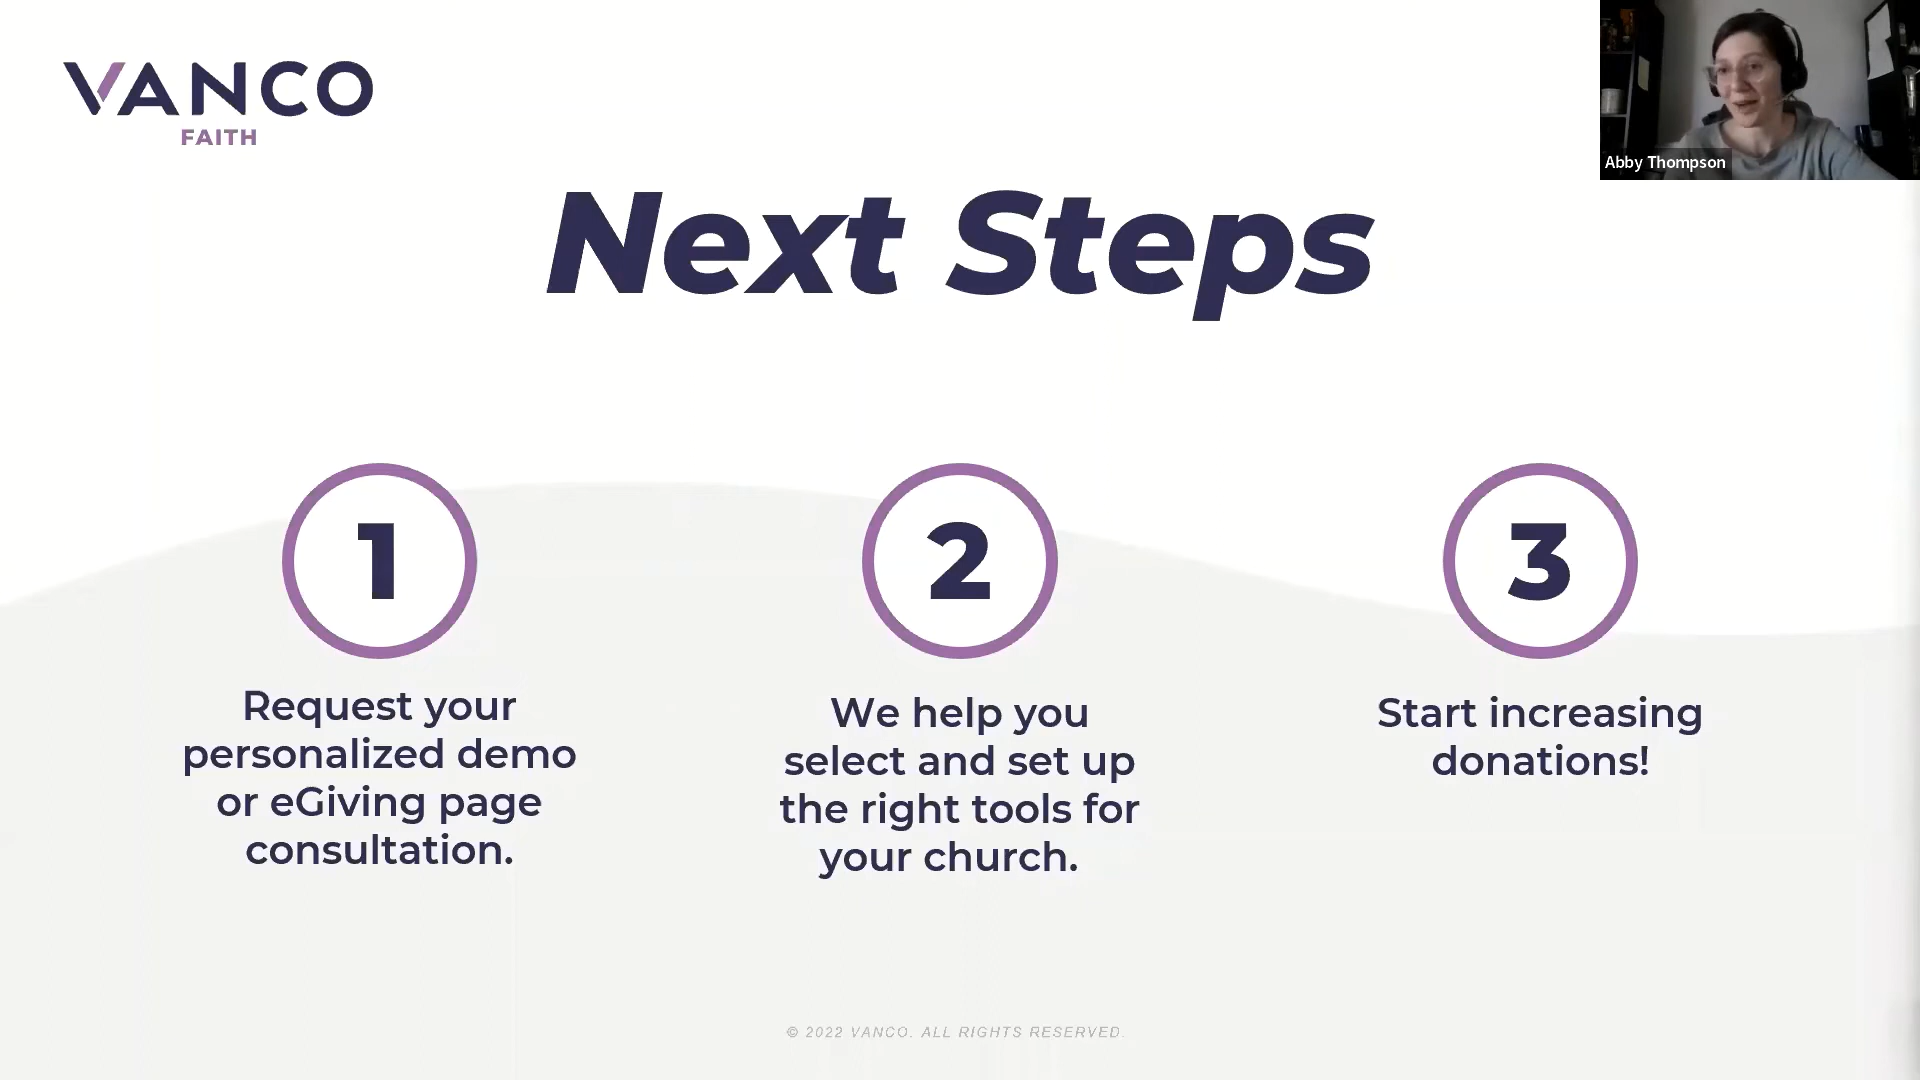 VANCO
FAITH
Abby Thompson
Next Steps
1
Request your
personalized demo
or eGiving page
consultation.
2
We help you
select and set up
the right tools for
your church.
3
Start increasing
donations!
© 2022 VANCO. ALL RIGHTS RESERVED.